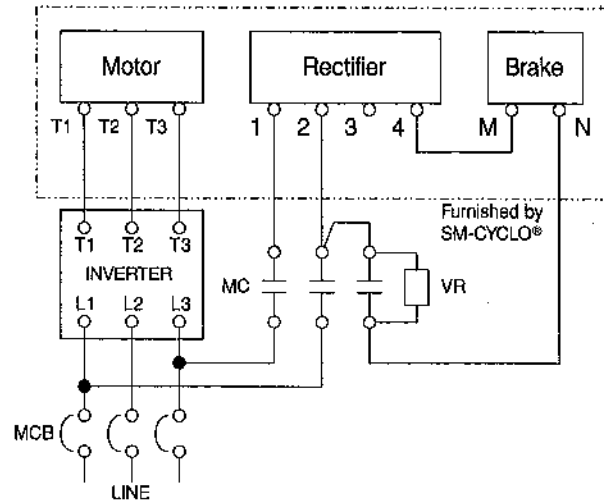 Motor
Rectifier
Brake
T1 T2 T3
1 2 3 4
M N
Furnished by
SM-CYCLO®
T1 T2 T3
INVERTER
L1 L2 L3
MC
VR
MCB
LINE